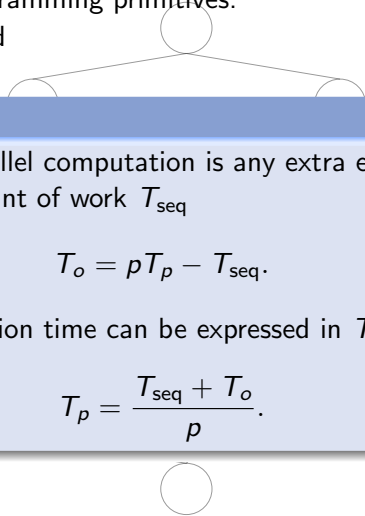 ramming primitives.
d
llel computation is any extra e
nt of work T_seq
T_o = pT_p − T_seq.
ion time can be expressed in T
T_p = (T_seq + T_o) / p.